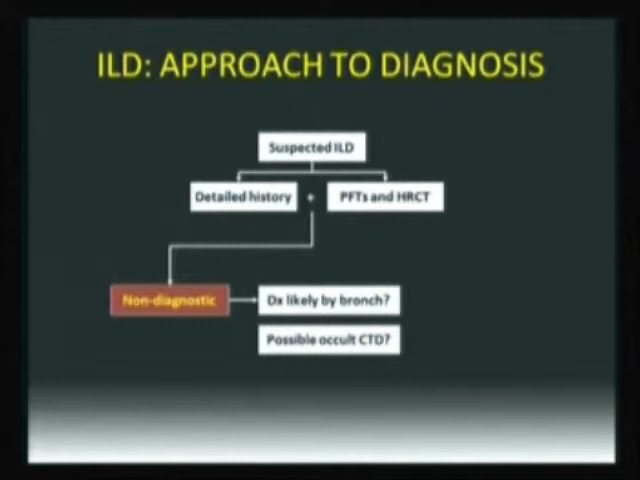 ILD: APPROACH TO DIAGNOSIS
Suspected ILD
Detailed history + PFTs and HRCT
Non-diagnostic
Dx likely by bronch?
Possible occult CTD?